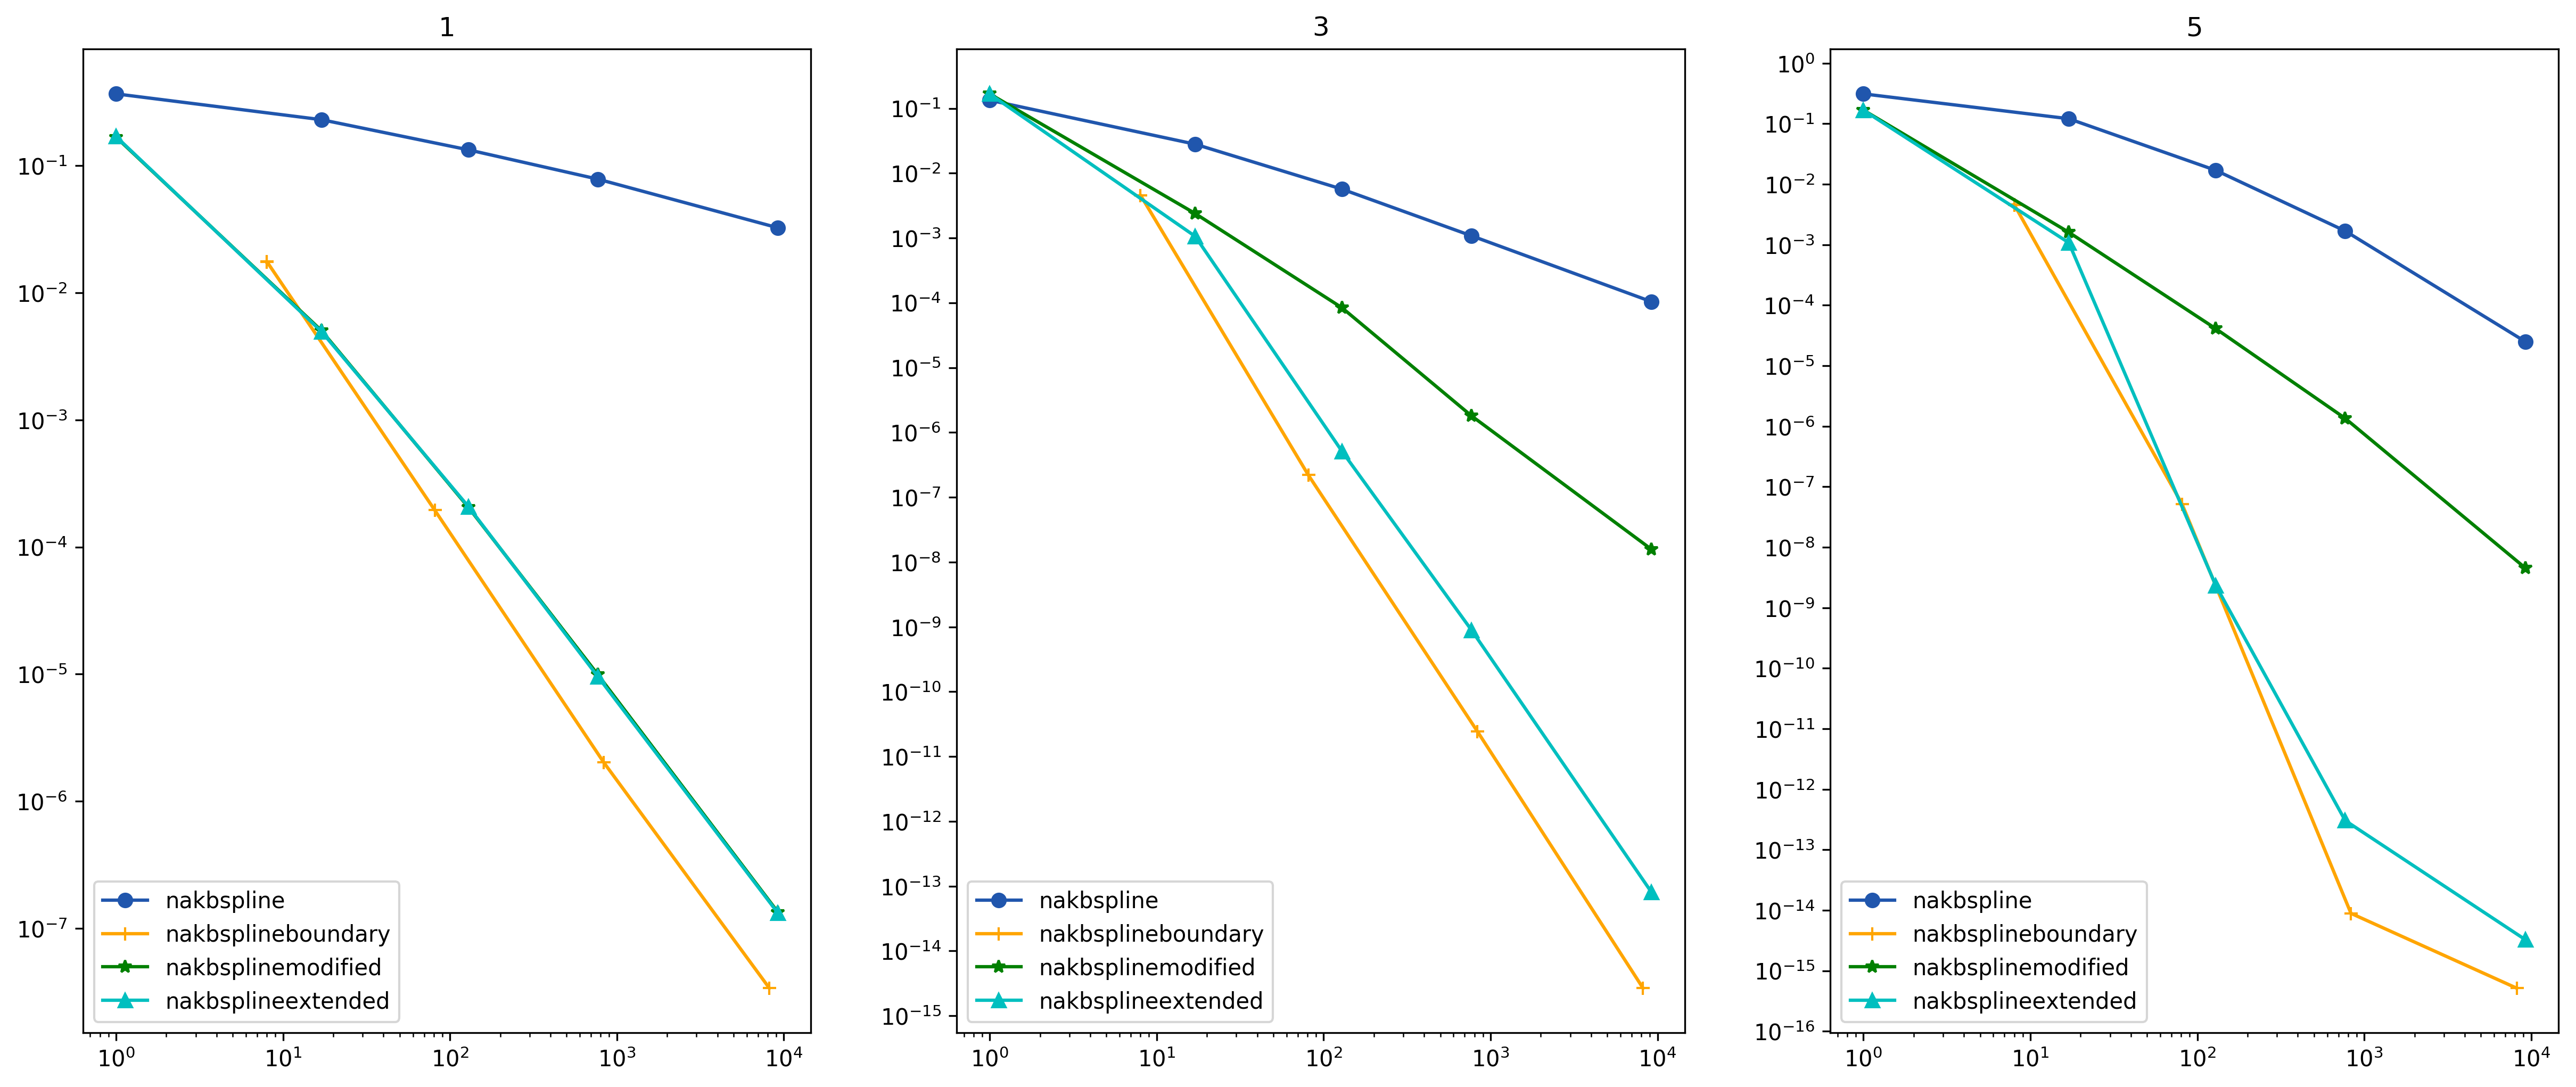 1
10⁻¹
10⁻²
10⁻³
10⁻⁴
10⁻⁵
10⁻⁶
10⁻⁷
nakbspline
nakbsplineboundary
nakbsplinemodified
nakbsplineextended
10⁰ 10¹ 10² 10³ 10⁴
3
10⁻¹
10⁻²
10⁻³
10⁻⁴
10⁻⁵
10⁻⁶
10⁻⁷
10⁻⁸
10⁻⁹
10⁻¹⁰
10⁻¹¹
10⁻¹²
10⁻¹³
10⁻¹⁴
10⁻¹⁵
nakbspline
nakbsplineboundary
nakbsplinemodified
nakbsplineextended
10⁰ 10¹ 10² 10³ 10⁴
5
10⁰
10⁻¹
10⁻²
10⁻³
10⁻⁴
10⁻⁵
10⁻⁶
10⁻⁷
10⁻⁸
10⁻⁹
10⁻¹⁰
10⁻¹¹
10⁻¹²
10⁻¹³
10⁻¹⁴
10⁻¹⁵
10⁻¹⁶
nakbspline
nakbsplineboundary
nakbsplinemodified
nakbsplineextended
10⁰ 10¹ 10² 10³ 10⁴